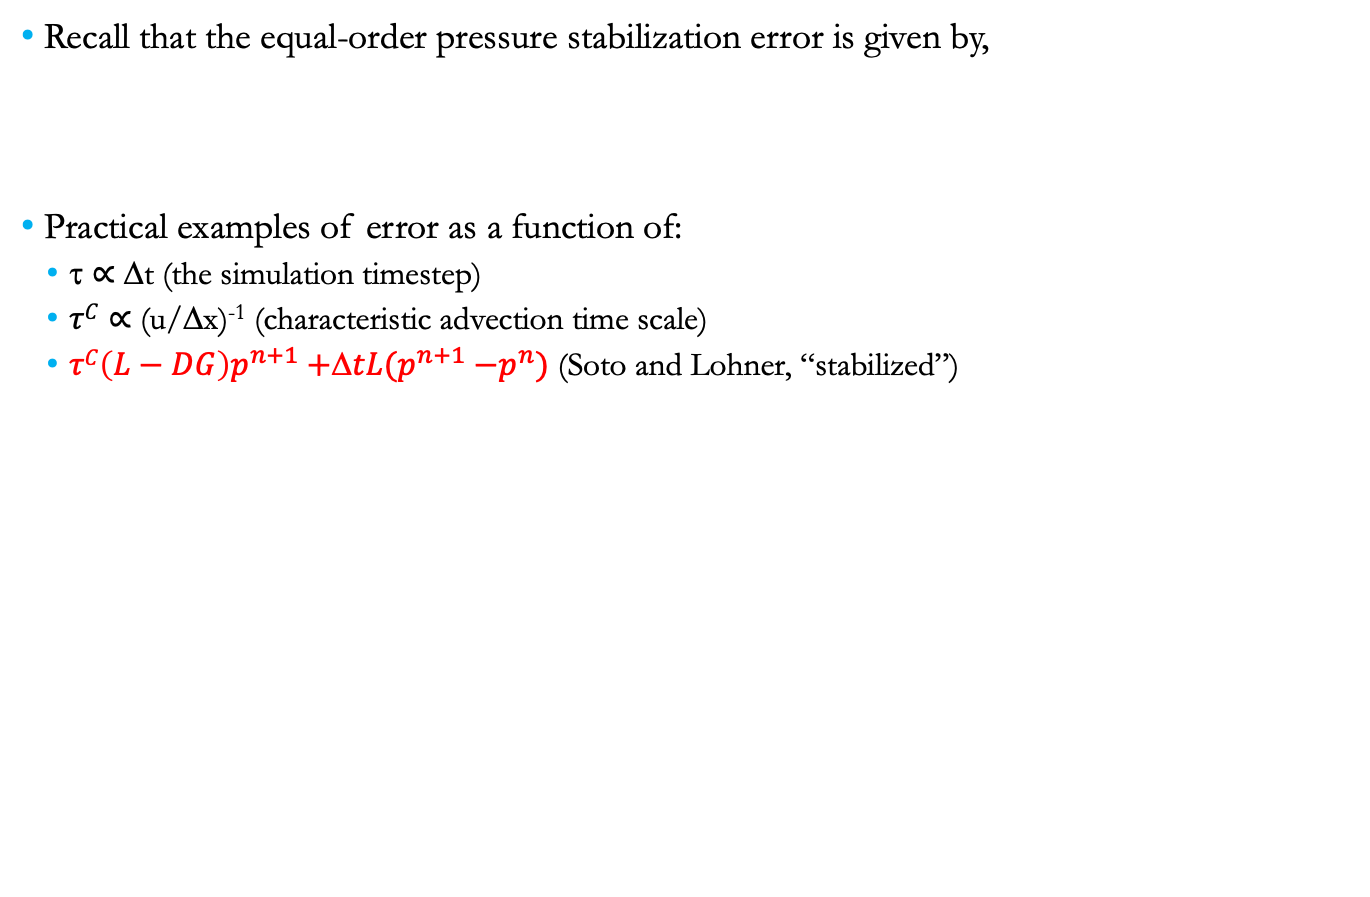 • Recall that the equal-order pressure stabilization error is given by,
• Practical examples of error as a function of:
• τ ∝ Δt (the simulation timestep)
• τ^C ∝ (u/Δx)^-1 (characteristic advection time scale)
• τ^C(L − DG)p^{n+1} +ΔtL(p^{n+1} −p^n) (Soto and Lohner, “stabilized”)